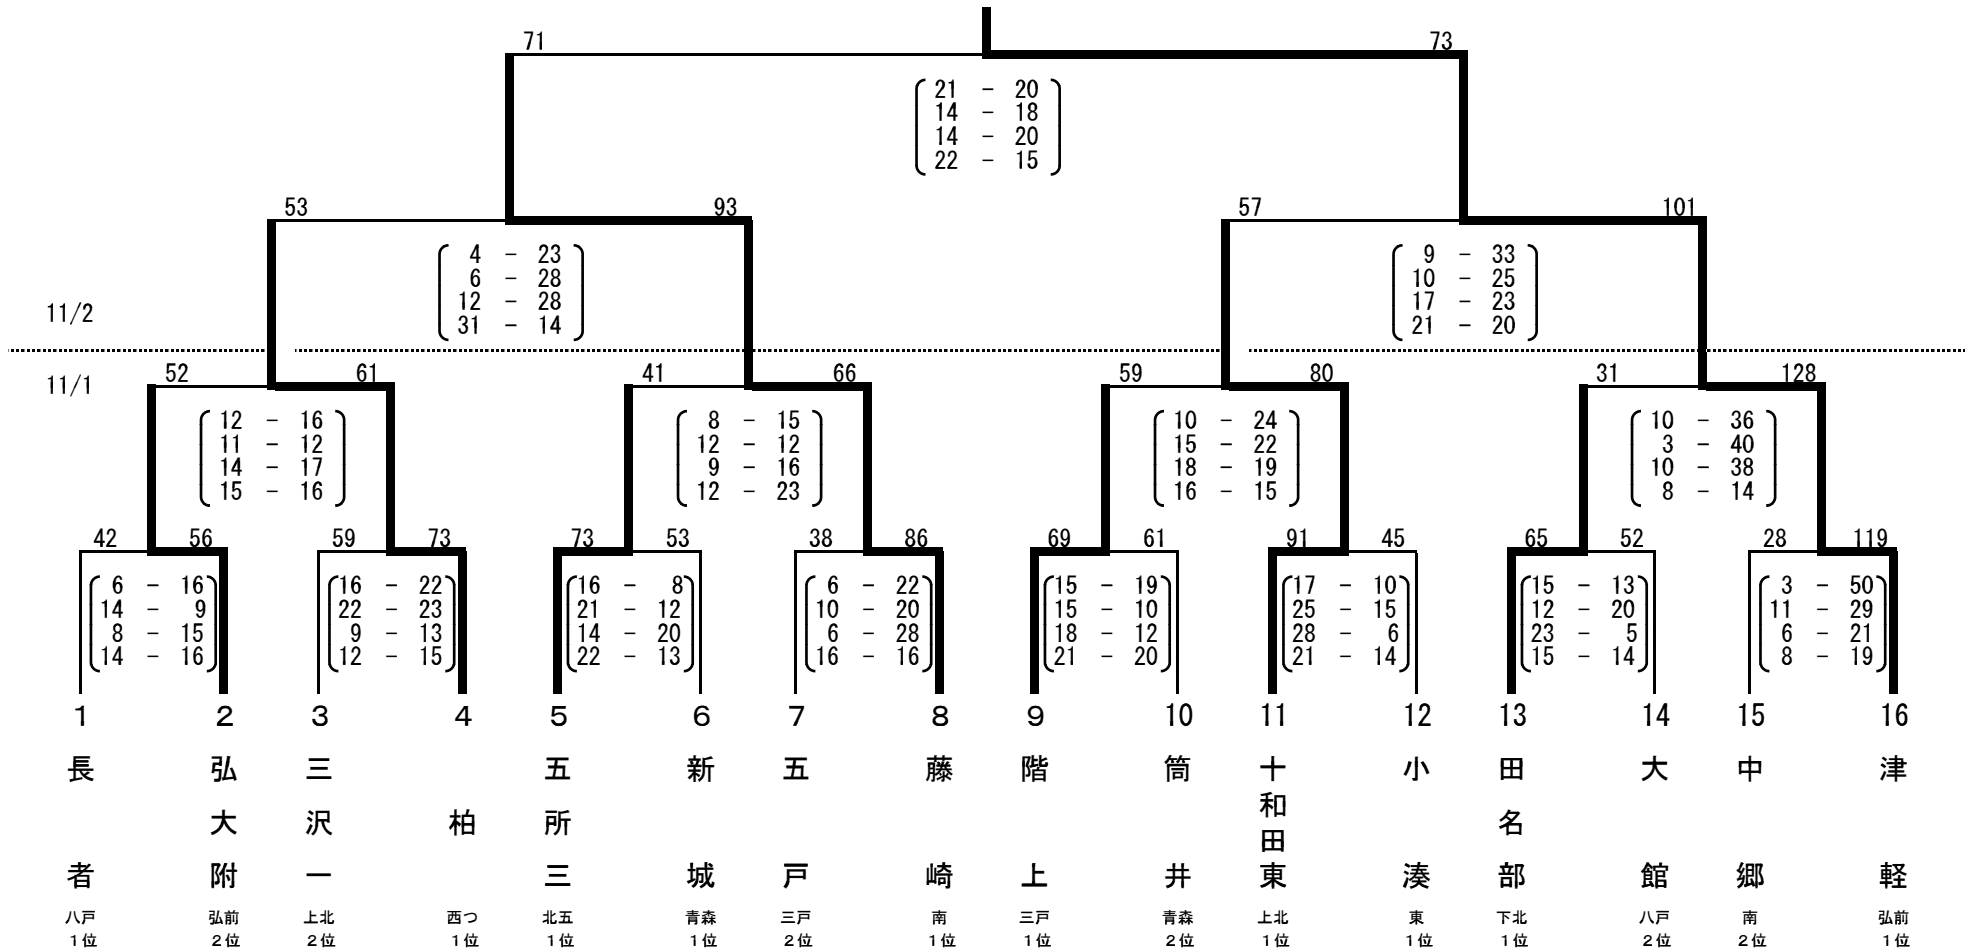 71 73
21 - 20
14 - 18
14 - 20
22 - 15
53 93 57 101
4 - 23 9 - 33
6 - 28 10 - 25
12 - 28 17 - 23
31 - 14 21 - 20
11/2
11/1
52 61 41 66 59 80 31 128
12 - 16 8 - 15 10 - 24 10 - 36
11 - 12 12 - 12 15 - 22 3 - 40
14 - 17 9 - 16 18 - 19 10 - 38
15 - 16 12 - 23 16 - 15 8 - 14
42 56 59 73 73 53 38 86 69 61 91 45 65 52 28 119
6 - 16 16 - 22 16 - 8 6 - 22 15 - 19 17 - 10 15 - 13 3 - 50
14 - 9 22 - 23 21 - 12 10 - 20 15 - 10 25 - 15 12 - 20 11 - 29
8 - 15 9 - 13 14 - 20 6 - 28 18 - 12 28 - 6 23 - 5 6 - 21
14 - 16 12 - 15 22 - 13 16 - 16 21 - 20 21 - 14 15 - 14 8 - 19
1 2 3 4 5 6 7 8 9 10 11 12 13 14 15 16
長者 弘大附 三沢一 柏 五所三 新城 五戸 藤崎 階上 筒井 十和田東 小湊 田名部 大館 中郷 津軽
八戸 弘前 上北 西つ 北五 青森 三戸 南 三戸 青森 上北 東 下北 八戸 南 弘前
1位 2位 2位 1位 1位 1位 2位 1位 1位 2位 1位 1位 1位 2位 2位 1位